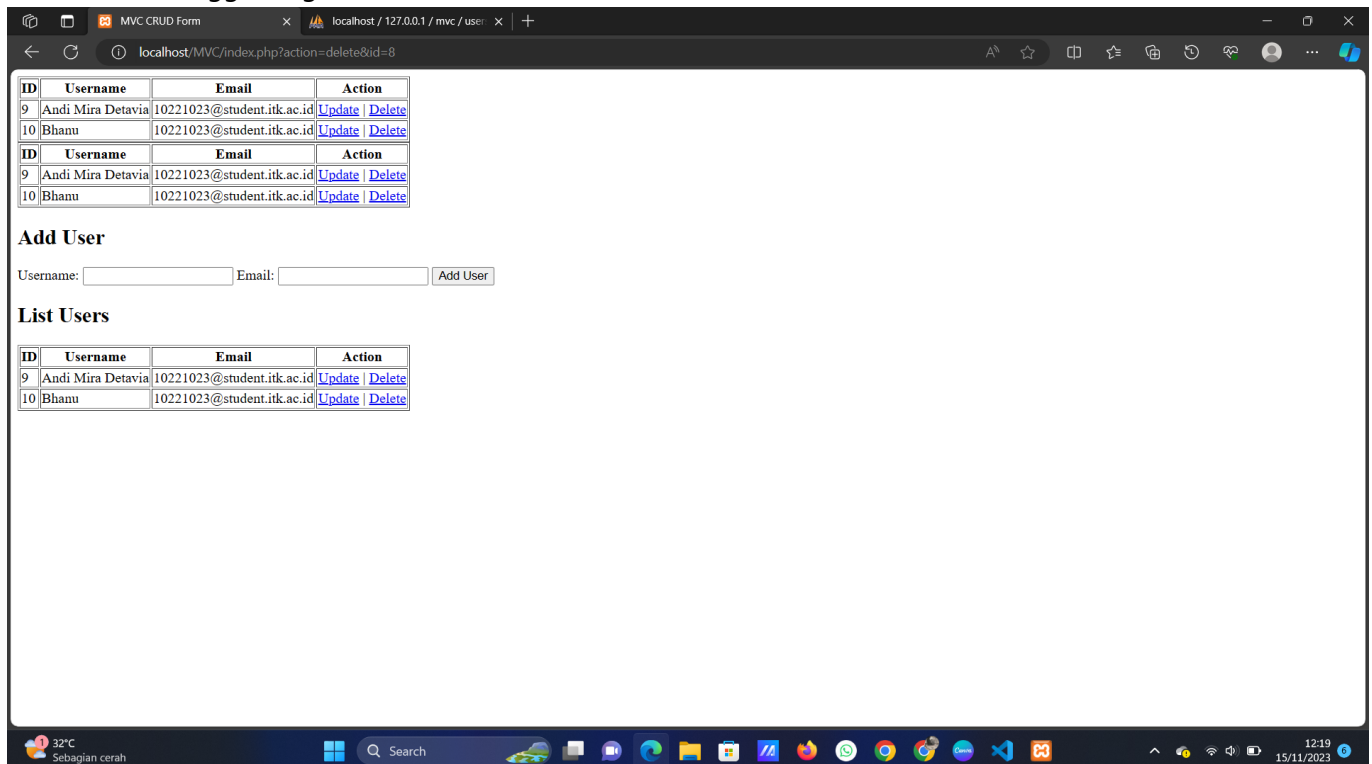 MVC CRUD Form
localhost / 127.0.0.1 / mvc / user
localhost/MVC/index.php?action=delete&id=8
ID Username Email Action
9 Andi Mira Detavia 10221023@student.itk.ac.id Update | Delete
10 Bhanu 10221023@student.itk.ac.id Update | Delete
ID Username Email Action
9 Andi Mira Detavia 10221023@student.itk.ac.id Update | Delete
10 Bhanu 10221023@student.itk.ac.id Update | Delete
Add User
Username: Email: Add User
List Users
ID Username Email Action
9 Andi Mira Detavia 10221023@student.itk.ac.id Update | Delete
10 Bhanu 10221023@student.itk.ac.id Update | Delete
1 32°C
Sebagian cerah
Search
12:19
15/11/2023
6